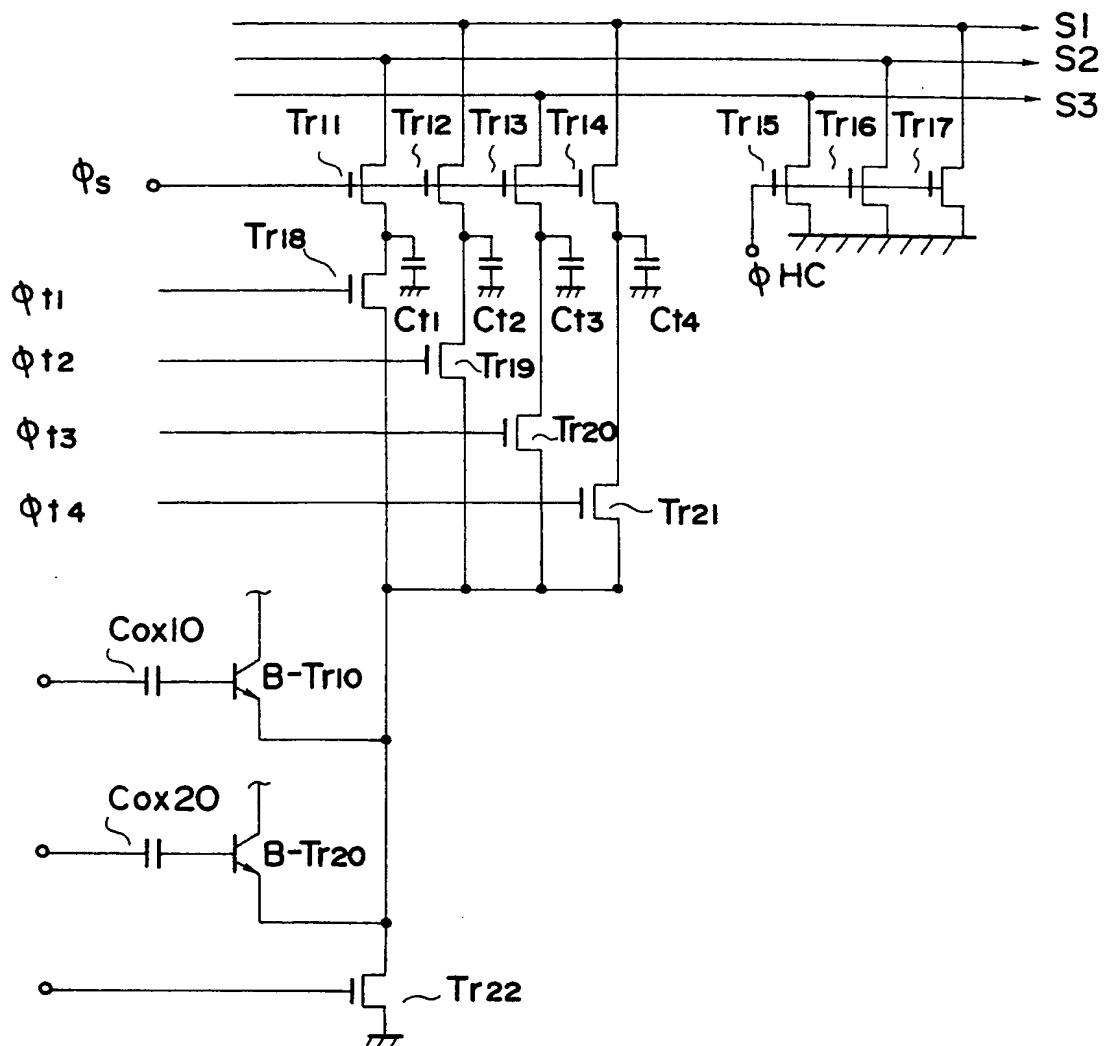 S1
S2
S3
Tr11 Tr12 Tr13 Tr14 Tr15 Tr16 Tr17
ϕs
Tr18
ϕHC
ϕt1
Ct1 Ct2 Ct3 Ct4
ϕt2
Tr19
ϕt3
Tr20
ϕt4
Tr21
Cox10
B-Tr10
Cox20
B-Tr20
Tr22